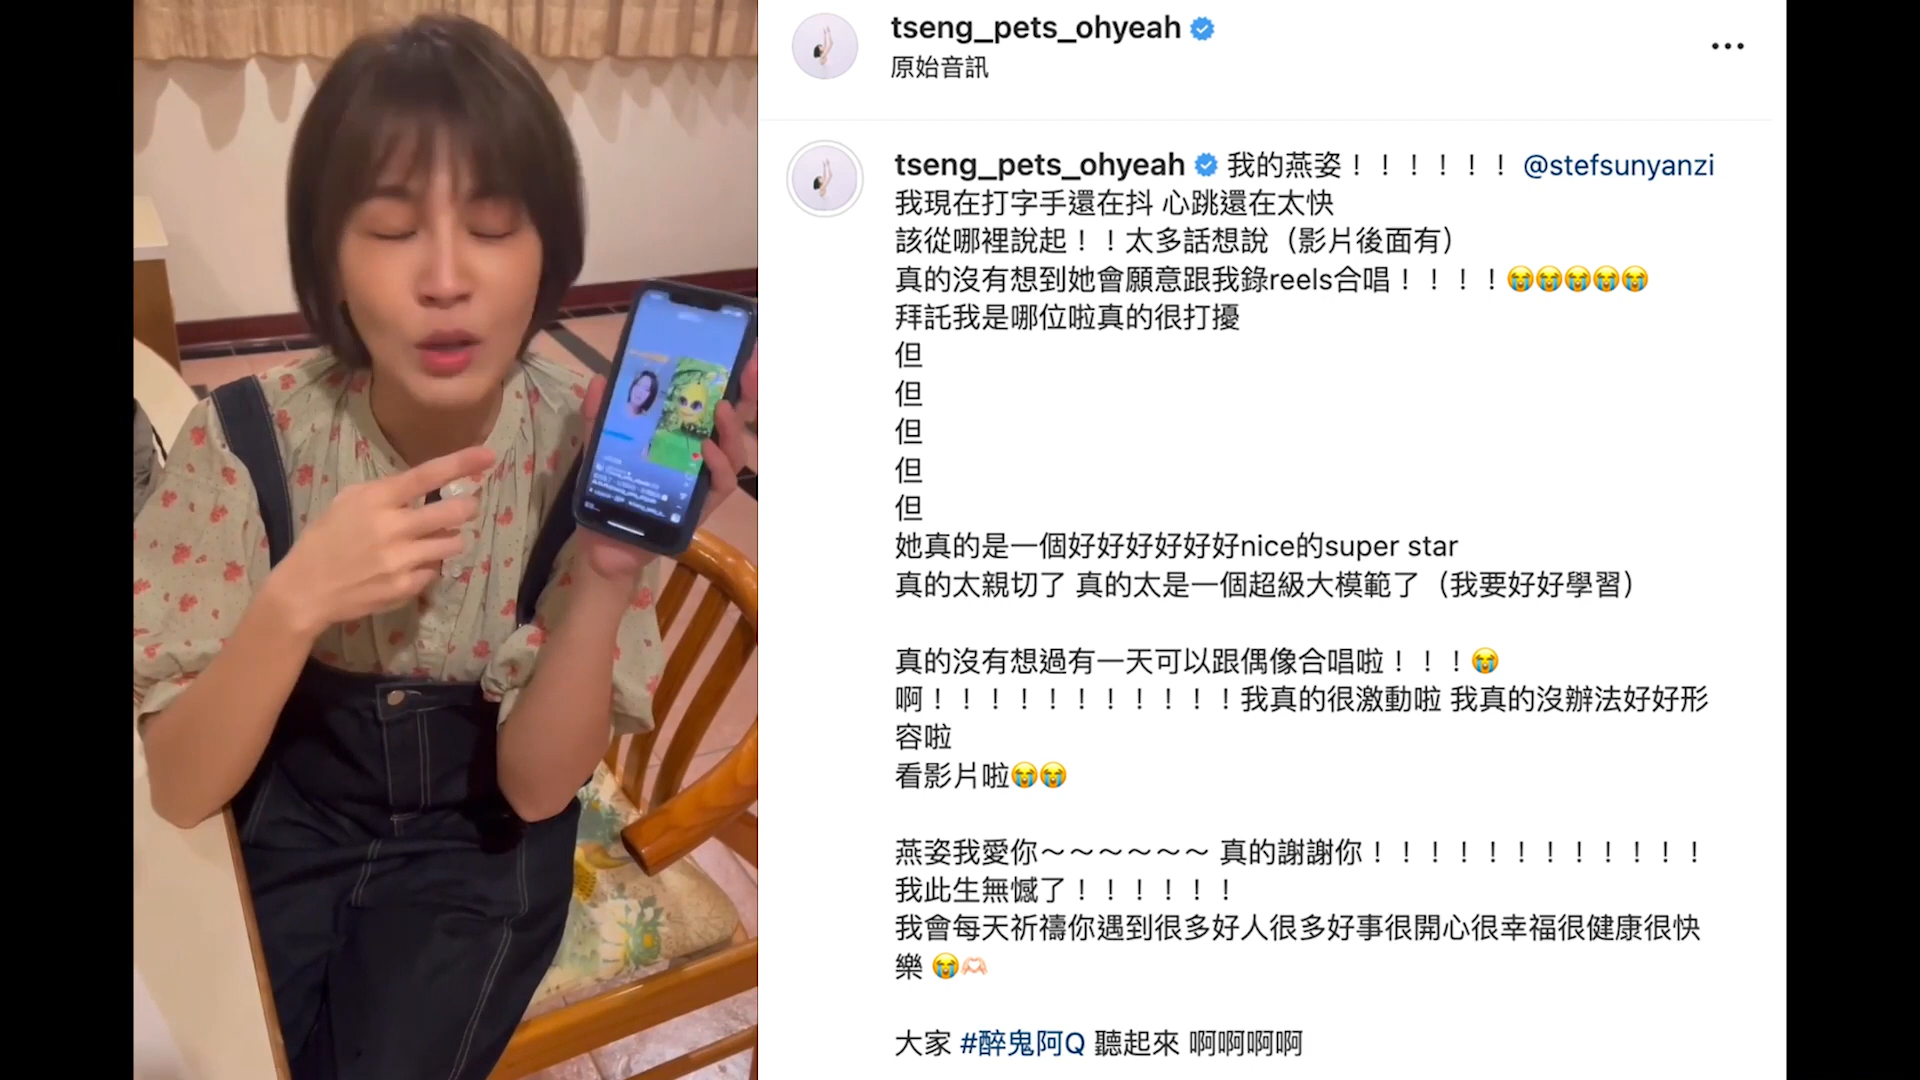 tseng_pets_ohyeah
原始音訊
tseng_pets_ohyeah 我的燕姿！！！！！！ @stefsunyanzi
我現在打字手還在抖 心跳還在太快
該從哪裡說起！！太多話想說（影片後面有）
真的沒有想到她會願意跟我錄reels合唱！！！！😭😭😭😭😭
拜託我是哪位啦真的很打擾
但
但
但
但
但
她真的是一個好好好好好好nice的super star
真的太親切了 真的太是一個超級大模範了（我要好好學習）
真的沒有想過有一天可以跟偶像合唱啦！！！😭
啊！！！！！！！！！！！我真的很激動啦 我真的沒辦法好好形
容啦
看影片啦😭😭
燕姿我愛你～～～～～～ 真的謝謝你！！！！！！！！！！！！
我此生無憾了！！！！！！
我會每天祈禱你遇到很多好人很多好事很開心很幸福很健康很快
樂 😭🫶🏻
大家 #醉鬼阿Q 聽起來 啊啊啊啊